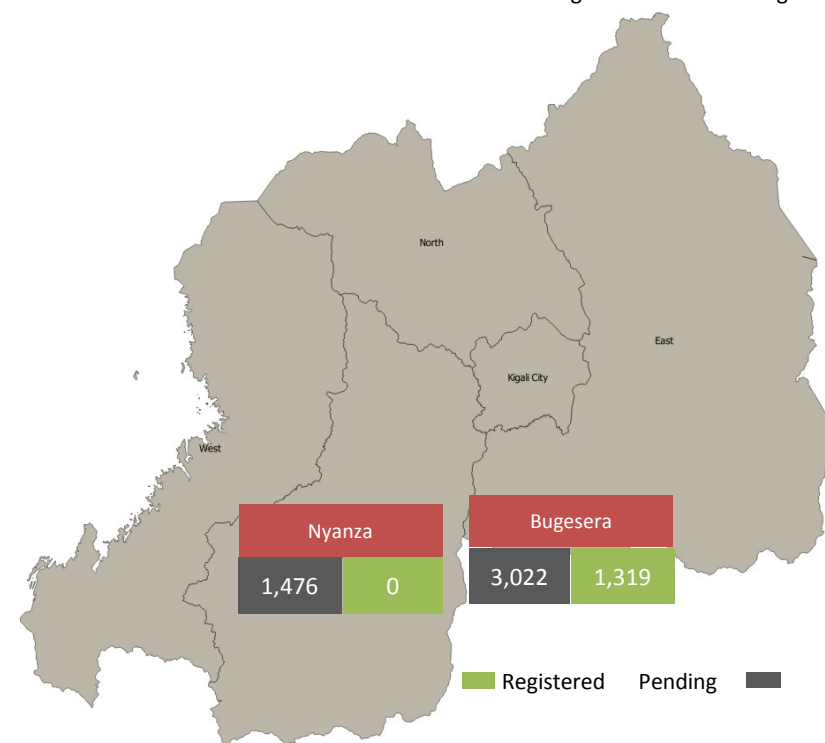 North
East
Kigali City
West
Nyanza
Bugesera
1,476 0
3,022 1,319
Registered Pending